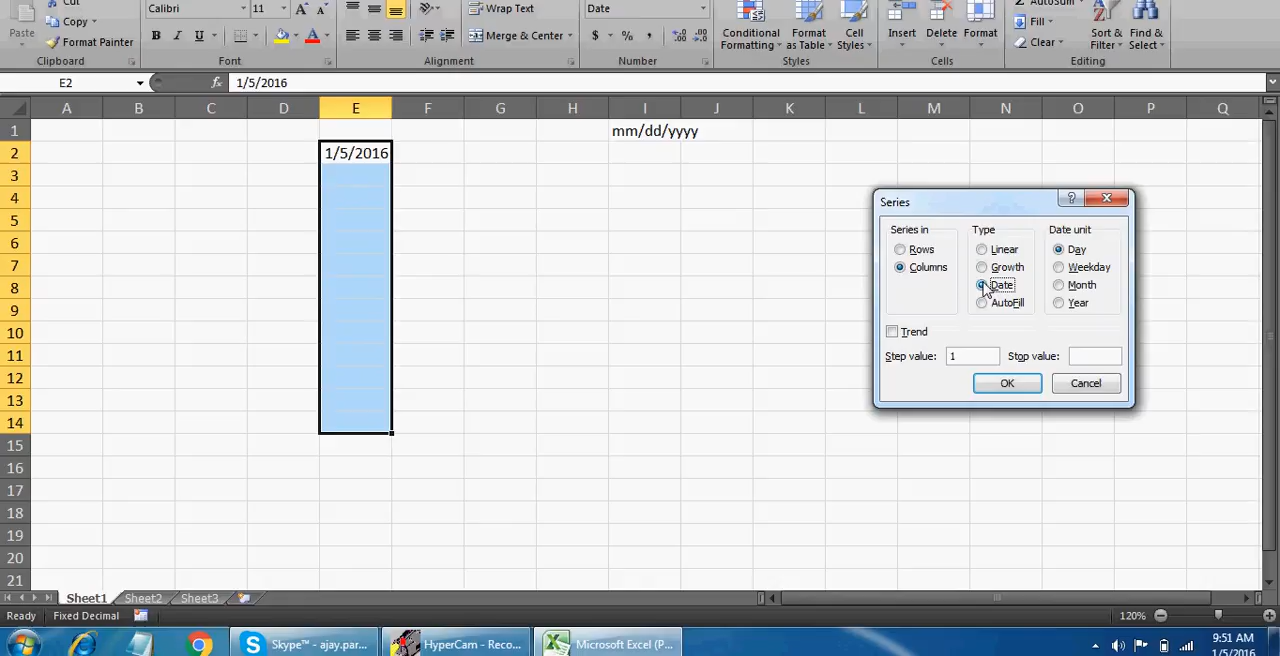 Cut
Calibri 11 A A Wrap Text Date AutoSum
Paste Copy Conditional Format Cell Insert Delete Format Fill Sort & Find &
Format Painter B I U A Merge & Center $ % , Formatting as Table Styles Clear Filter Select
Clipboard Font Alignment Number Styles Cells Editing
E2 fx 1/5/2016
A B C D E F G H I J K L M N O P Q
1 mm/dd/yyyy
2 1/5/2016
3
4
5
6
7
8
9
10
11
12
13
14
15
16
17
18
19
20
21
Series ?
Series in Type Date unit
Rows Linear Day
Columns Growth Weekday
Date Month
AutoFill Year
Trend
Step value: 1 Stop value:
OK Cancel
Sheet1 Sheet2 Sheet3
Ready Fixed Decimal 120%
Skype™ - ajay.par... HyperCam - Reco... Microsoft Excel (P... 9:51 AM
1/5/2016